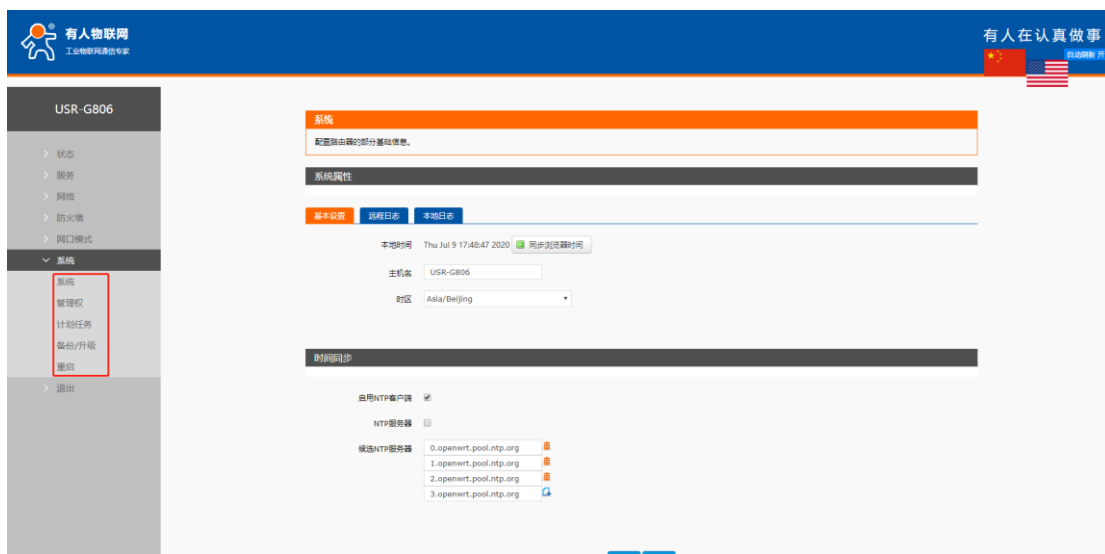 有人物联网
工业物联网通信专家
有人在认真做事
自动刷新 开
USR-G806
状态
服务
网络
防火墙
网口模式
系统
系统
管理权
计划任务
备份/升级
重启
退出
系统
配置路由器的部分基础信息。
系统属性
基本设置 远程日志 本地日志
本地时间 Thu Jul 9 17:48:47 2020 同步浏览器时间
主机名 USR-G806
时区 Asia/Beijing
时间同步
启用NTP客户端
NTP服务器
候选NTP服务器 0.openwrt.pool.ntp.org
1.openwrt.pool.ntp.org
2.openwrt.pool.ntp.org
3.openwrt.pool.ntp.org